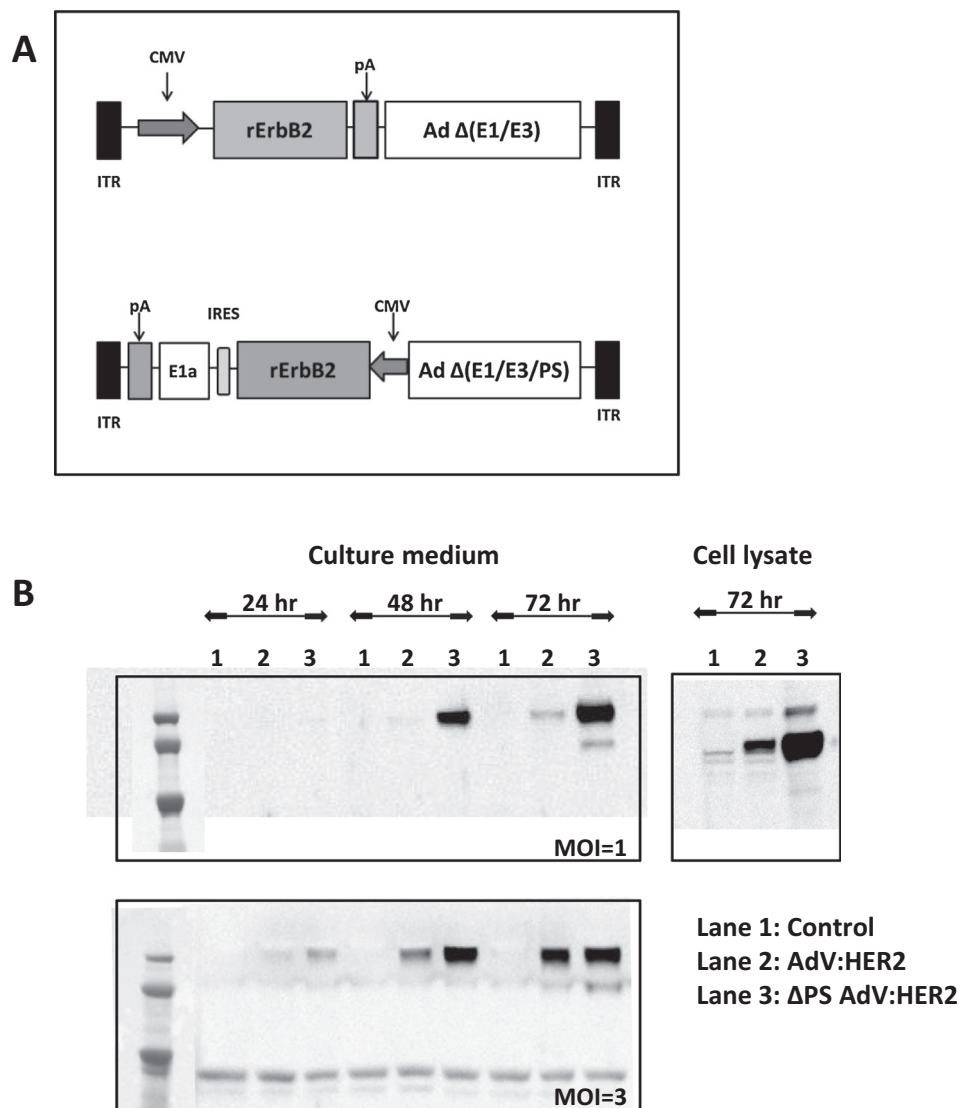 A
CMV
pA
rErbB2
Ad Δ(E1/E3)
ITR
ITR
pA
IRES
CMV
E1a
rErbB2
Ad Δ(E1/E3/PS)
ITR
ITR
B
Culture medium
Cell lysate
24 hr
48 hr
72 hr
72 hr
1 2 3 1 2 3 1 2 3
1 2 3
MOI=1
MOI=3
Lane 1: Control
Lane 2: AdV:HER2
Lane 3: ΔPS AdV:HER2